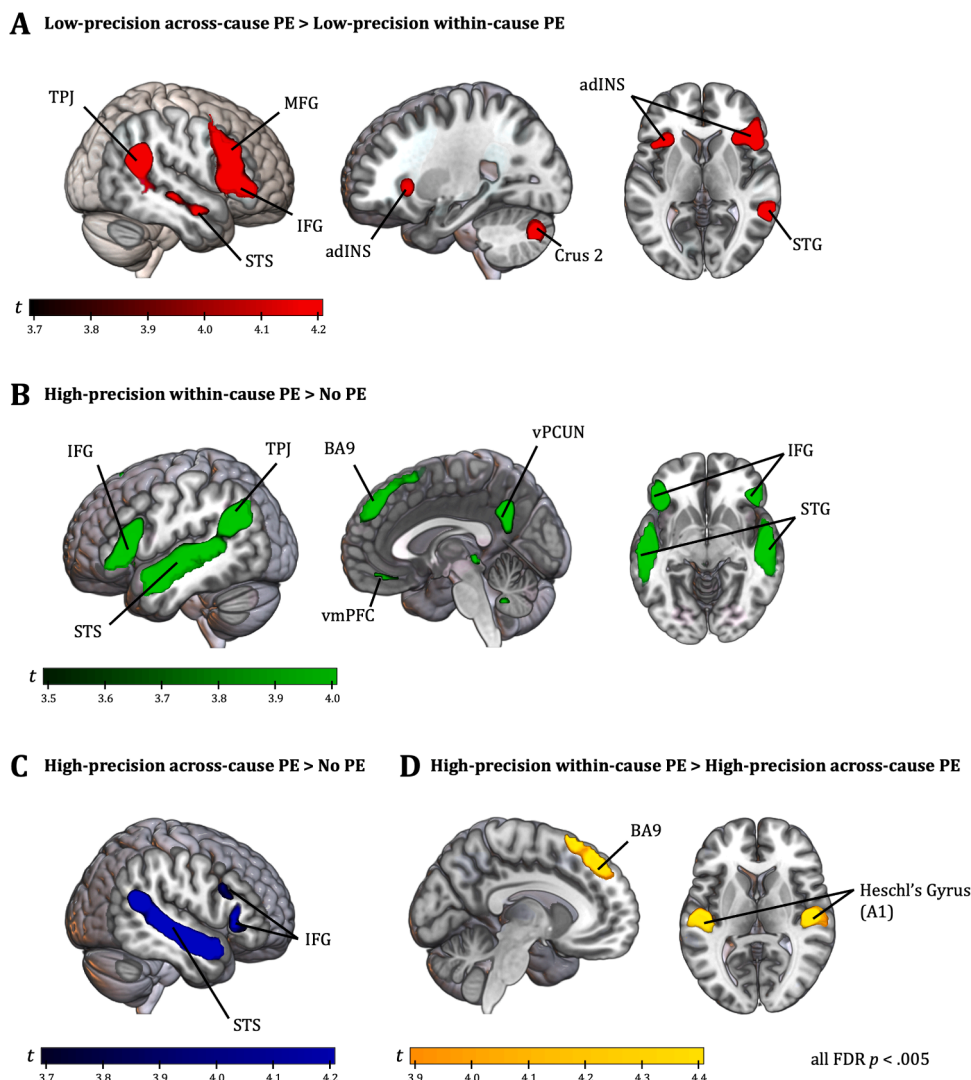 A Low-precision across-cause PE > Low-precision within-cause PE
TPJ
MFG
IFG
STS
adINS
Crus 2
adINS
STG
t
3.7 3.8 3.9 4.0 4.1 4.2
B High-precision within-cause PE > No PE
IFG
TPJ
STS
BA9
vPCUN
vmPFC
IFG
STG
t
3.5 3.6 3.7 3.8 3.9 4.0
C High-precision across-cause PE > No PE
IFG
STS
t
3.7 3.8 3.9 4.0 4.1 4.2
D High-precision within-cause PE > High-precision across-cause PE
BA9
Heschl's Gyrus
(A1)
t
3.9 4.0 4.1 4.2 4.3 4.4
all FDR p < .005